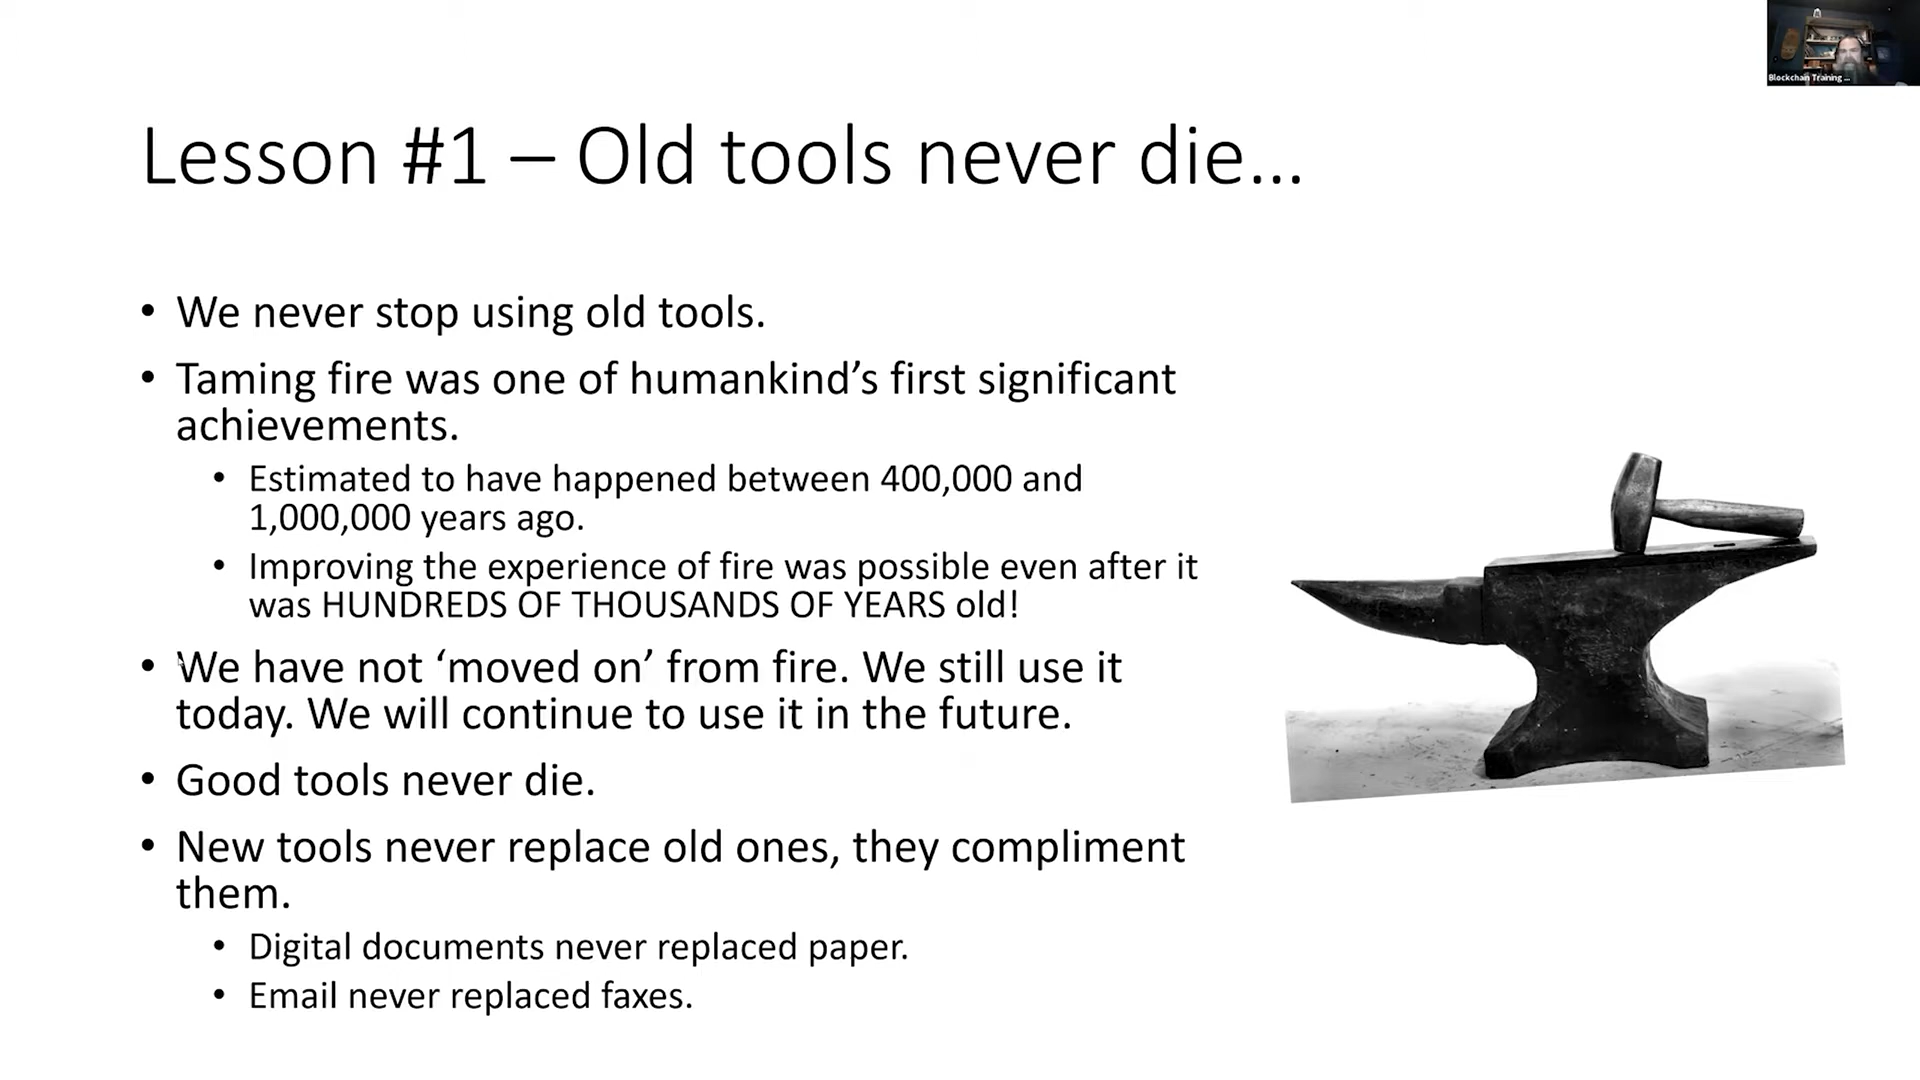 Blockchain Training ...
Lesson #1 – Old tools never die...
• We never stop using old tools.
• Taming fire was one of humankind’s first significant
achievements.
• Estimated to have happened between 400,000 and
1,000,000 years ago.
• Improving the experience of fire was possible even after it
was HUNDREDS OF THOUSANDS OF YEARS old!
• We have not ‘moved on’ from fire. We still use it
today. We will continue to use it in the future.
• Good tools never die.
• New tools never replace old ones, they compliment
them.
• Digital documents never replaced paper.
• Email never replaced faxes.